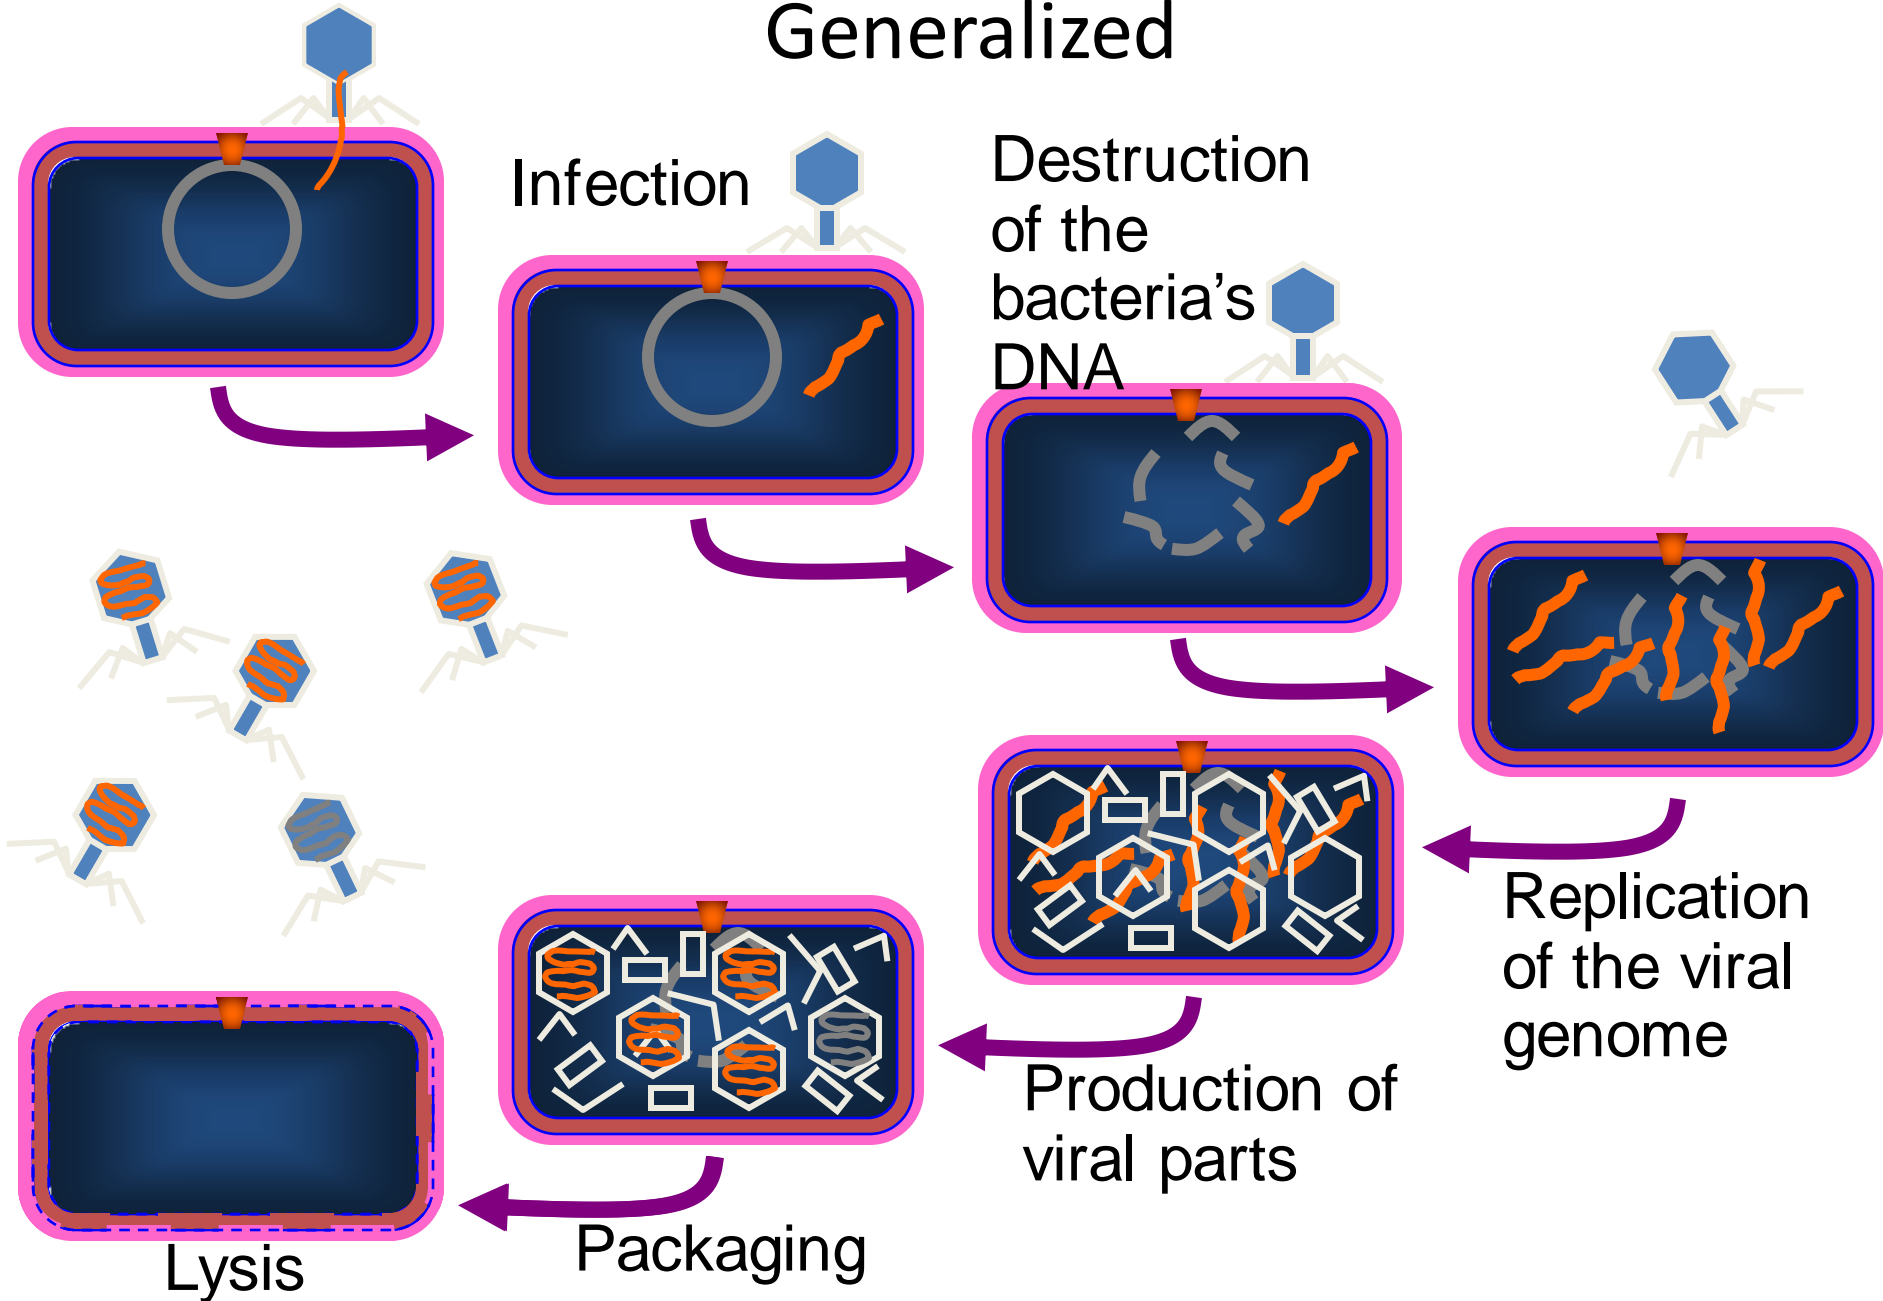 Generalized
Infection
Destruction
of the
bacteria’s
DNA
Replication
of the viral
genome
Production of
viral parts
Packaging
Lysis